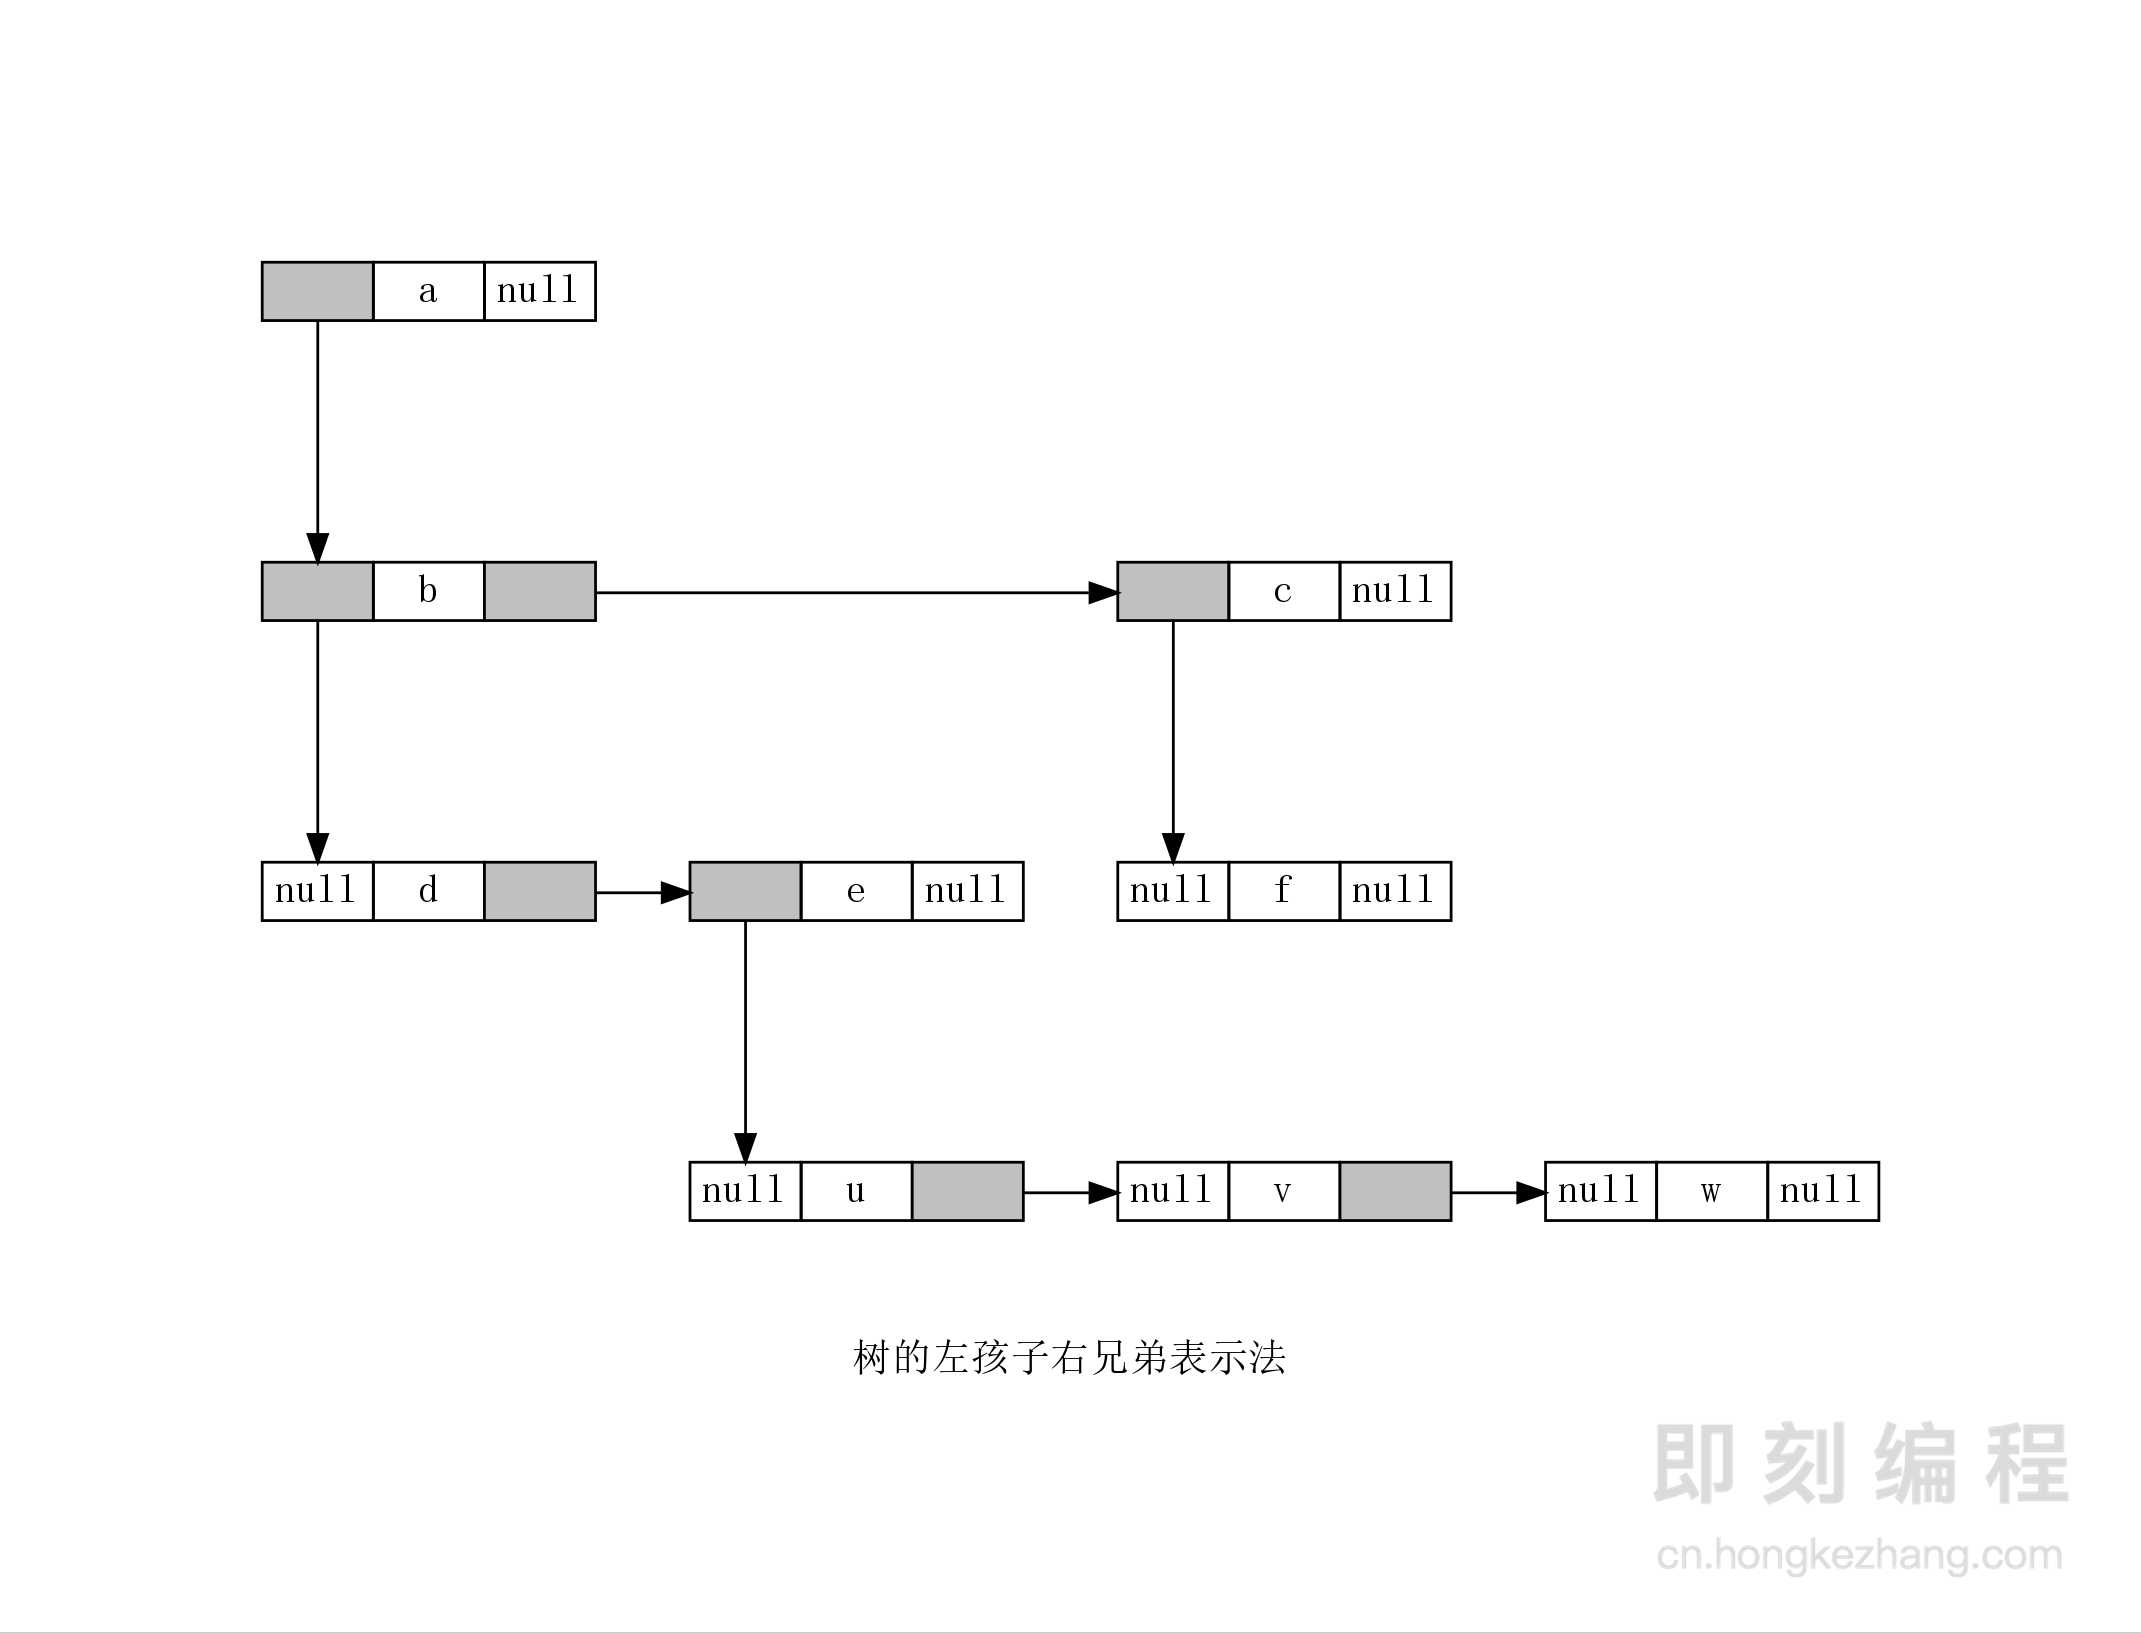 a null
b c null
null d e null null f null
null u null v null w null
树的左孩子右兄弟表示法
即刻编程
cn.hongkezhang.com